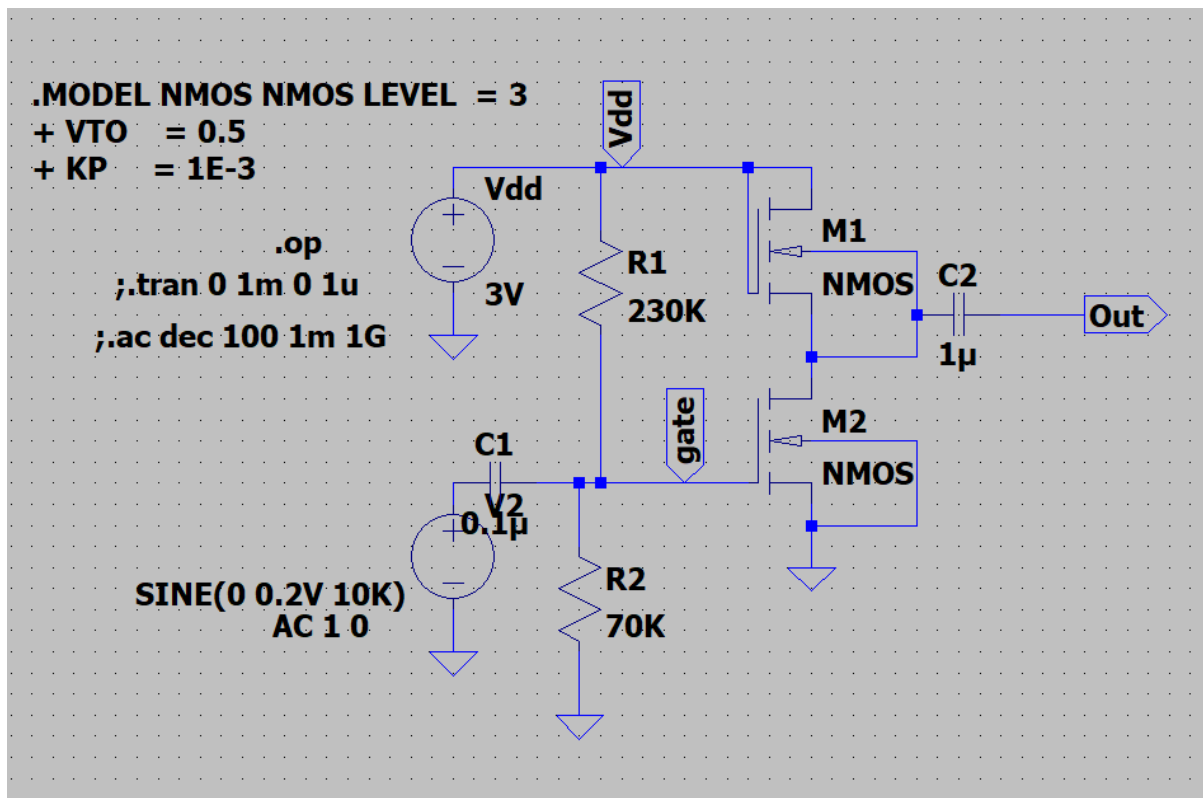 .MODEL NMOS NMOS LEVEL = 3
+ VTO = 0.5
+ KP = 1E-3
Vdd
Vdd
.op
;.tran 0 1m 0 1u
;.ac dec 100 1m 1G
3V
R1
230K
M1
NMOS
C2
1µ
Out
gate
M2
NMOS
C1
0.1µ
V2
SINE(0 0.2V 10K)
AC 1 0
R2
70K